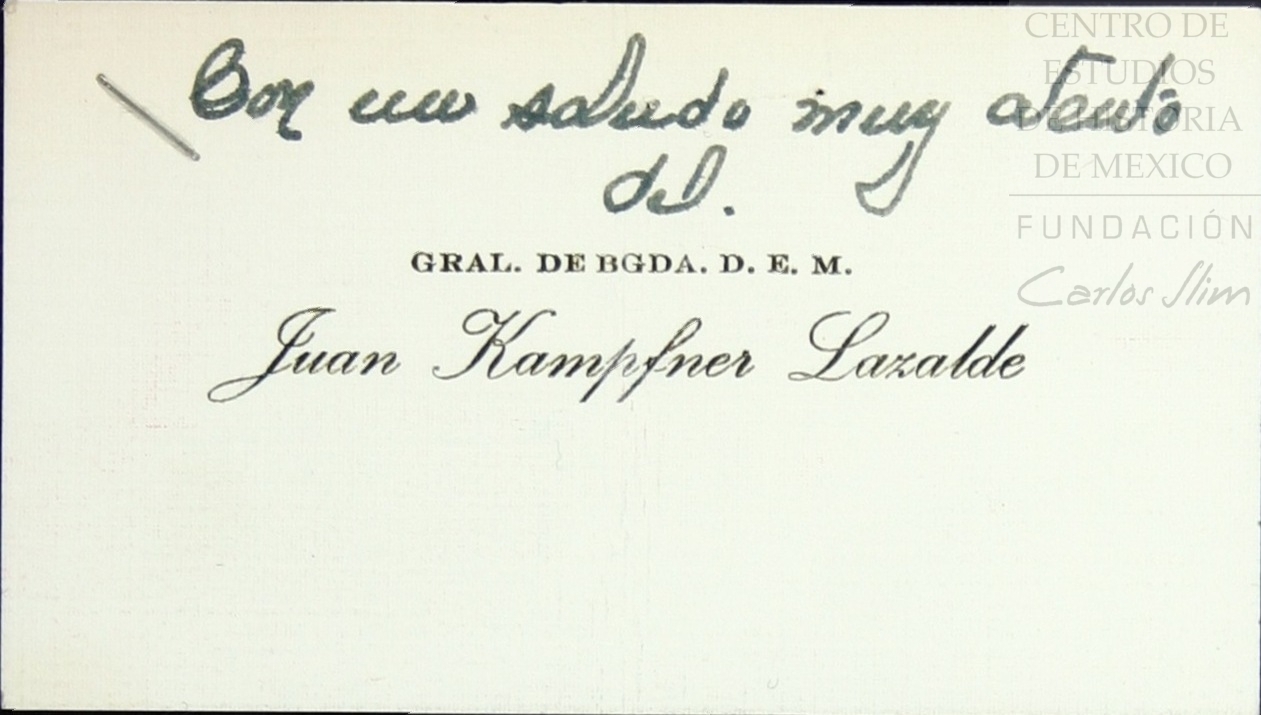 Con un saludo muy atento
del.
GRAL. DE BGDA. D. E. M.
Juan Kampfner Lazalde
CENTRO DE
ESTUDIOS
DE HISTORIA
DE MEXICO
FUNDACIÓN
Carlos Slim